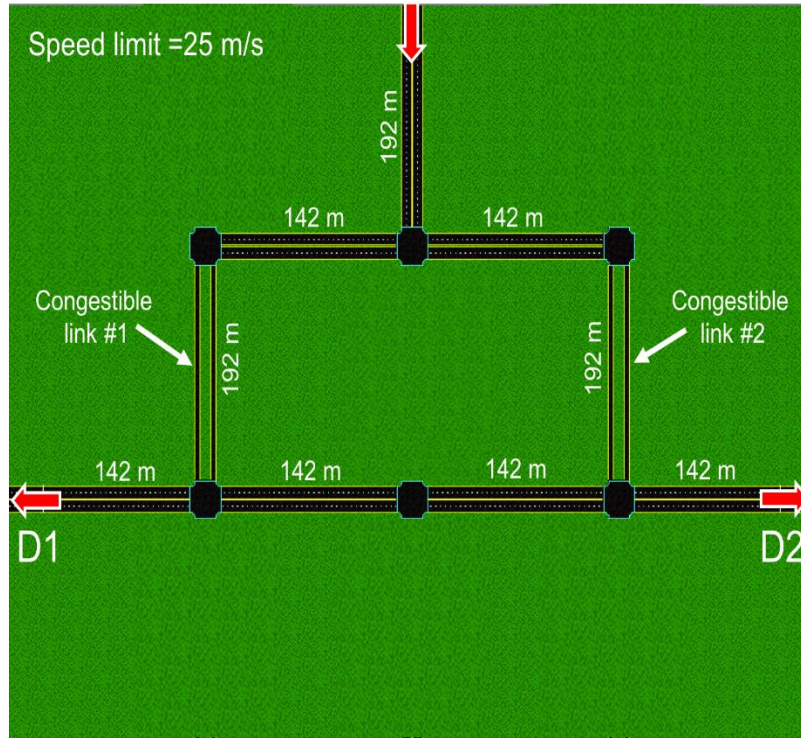 Speed limit =25 m/s
192 m
142 m
142 m
Congestible
link #1
Congestible
link #2
192 m
192 m
142 m
142 m
142 m
142 m
D1
D2